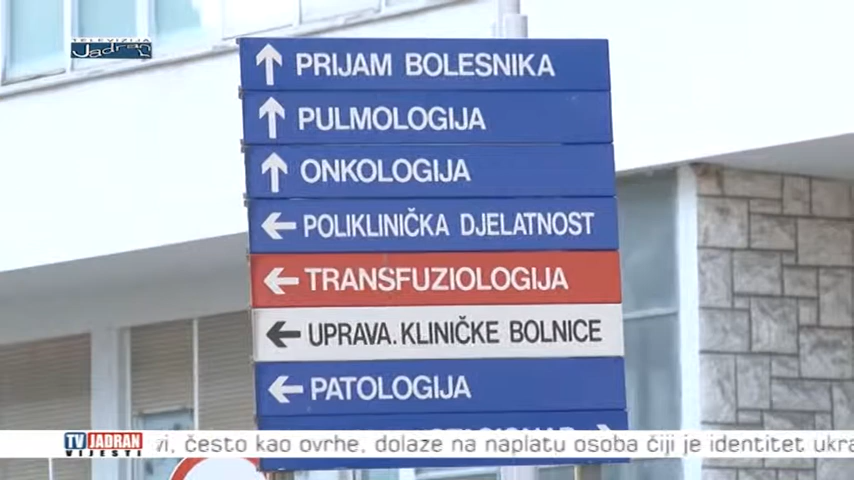 TELEVIZIJA
Jadran
PRIJAM BOLESNIKA
PULMOLOGIJA
ONKOLOGIJA
POLIKLINIČKA DJELATNOST
TRANSFUZIOLOGIJA
UPRAVA. KLINIČKE BOLNICE
PATOLOGIJA
TV JADRAN
VIJESTI
često kao ovrhe, dolaze na naplatu osoba čiji je identitet